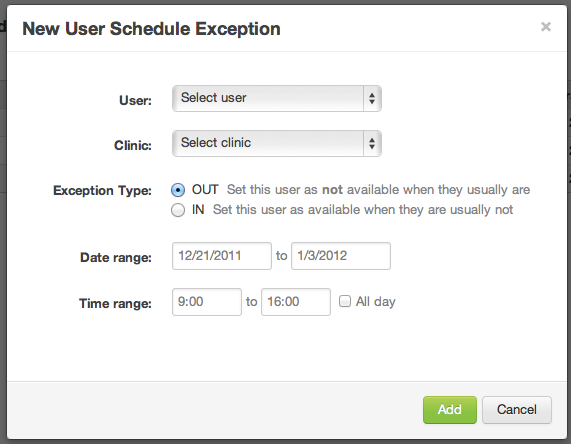 New User Schedule Exception ×
User: Select user
Clinic: Select clinic
Exception Type: OUT Set this user as not available when they usually are
IN Set this user as available when they are usually not
Date range: 12/21/2011 to 1/3/2012
Time range: 9:00 to 16:00 All day
Add Cancel